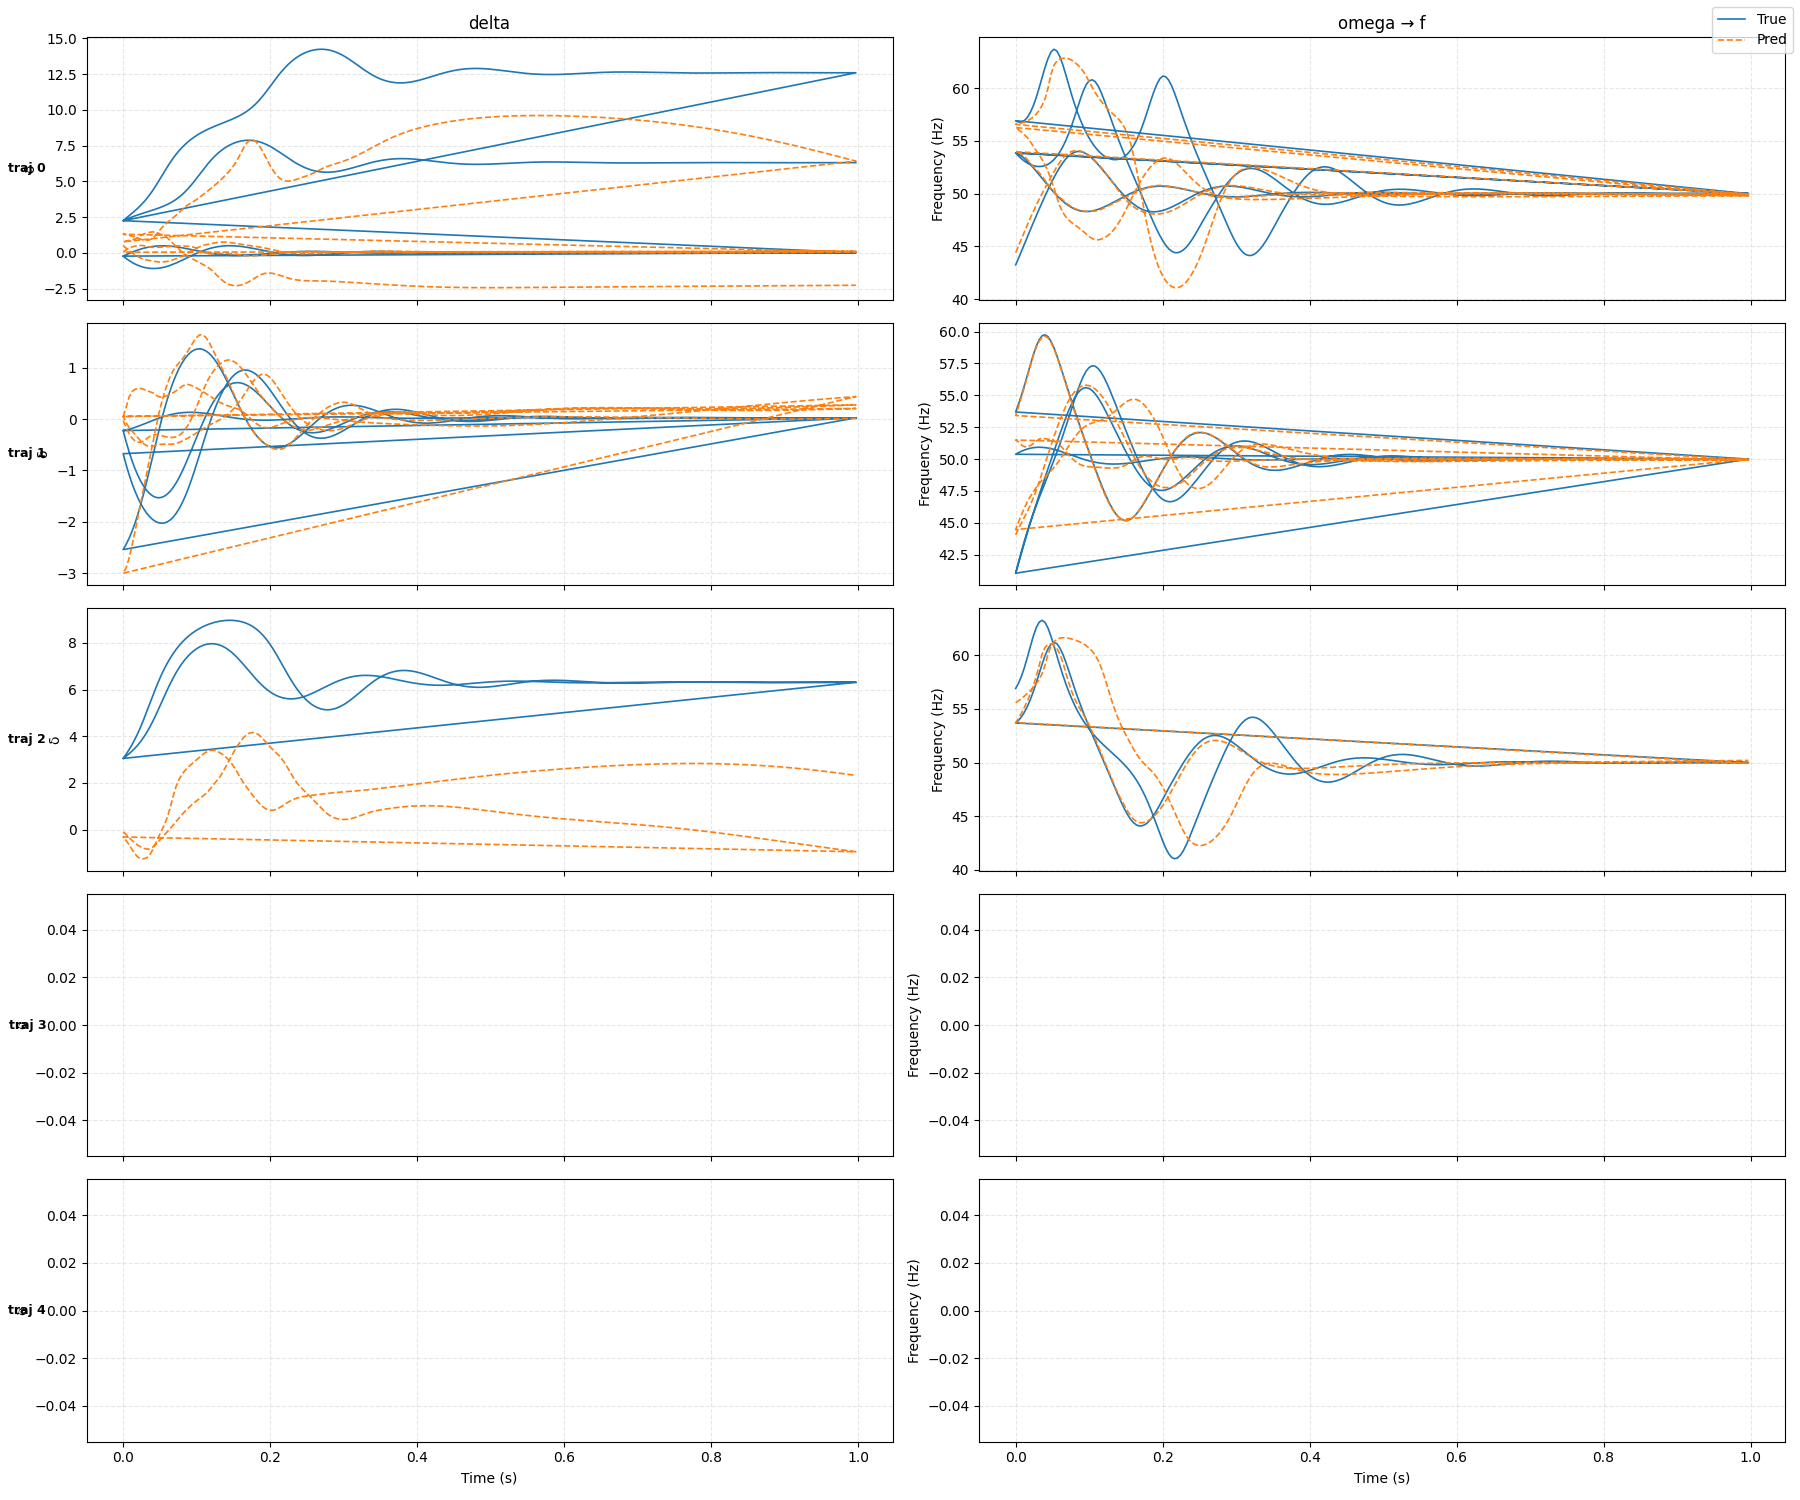 delta
omega → f
True
Pred
15.0
12.5
10.0
7.5
5.0
2.5
0.0
−2.5
traj 0
60
55
50
45
40
Frequency (Hz)
1
0
−1
−2
−3
traj 1
60.0
57.5
55.0
52.5
50.0
47.5
45.0
42.5
Frequency (Hz)
8
6
4
2
0
traj 2
δ
60
55
50
45
40
Frequency (Hz)
0.04
0.02
0.00
−0.02
−0.04
traj 3
0.04
0.02
0.00
−0.02
−0.04
Frequency (Hz)
0.04
0.02
0.00
−0.02
−0.04
traj 4
0.04
0.02
0.00
−0.02
−0.04
Frequency (Hz)
0.0 0.2 0.4 0.6 0.8 1.0
Time (s)
0.0 0.2 0.4 0.6 0.8 1.0
Time (s)